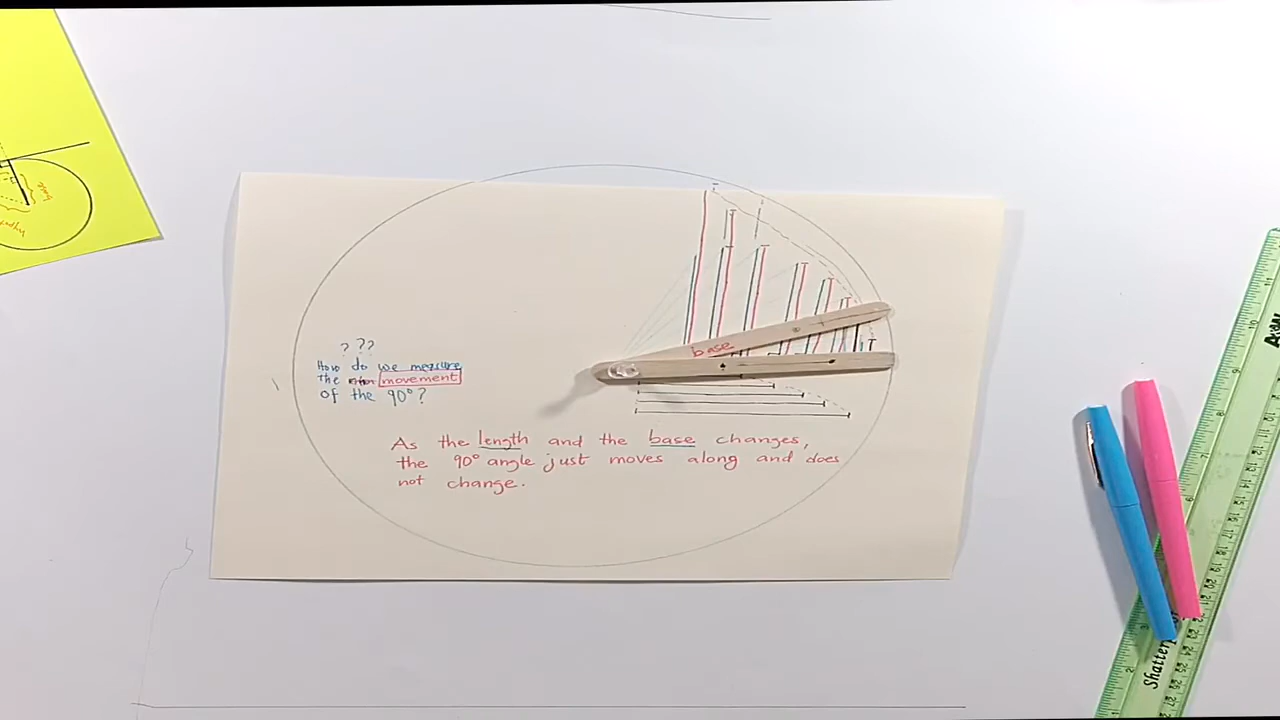 ? ??
How do we measure
the movement
of the 90°?
base
As the length and the base changes,
the 90° angle just moves along and does
not change.
base
Shatter